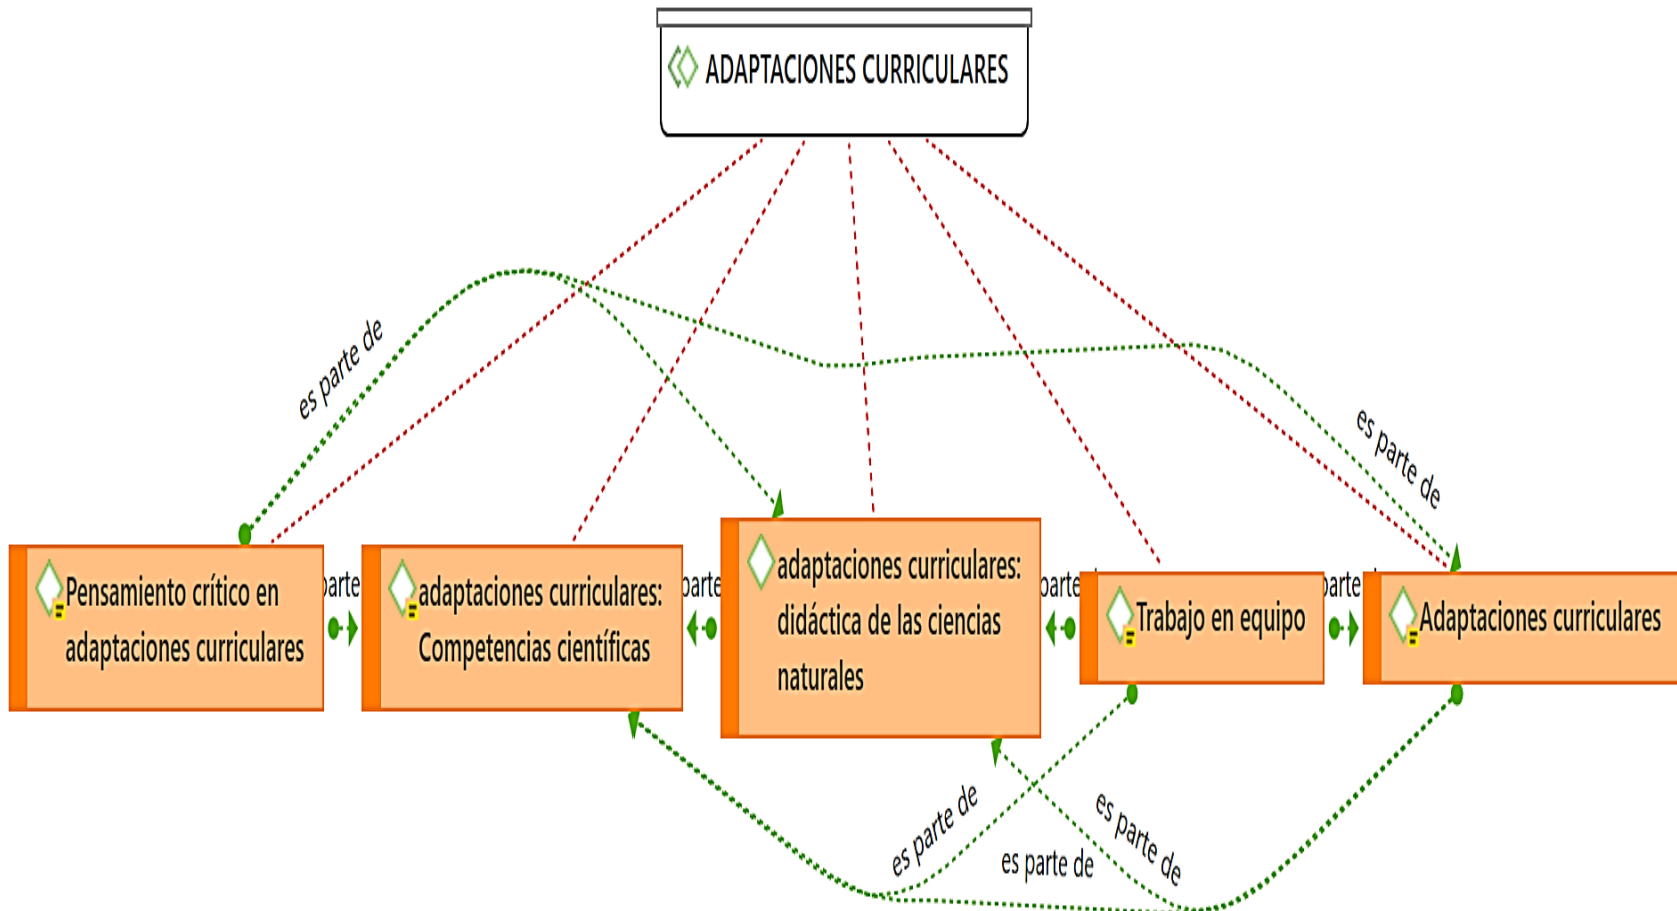 ADAPTACIONES CURRICULARES
es parte de
es parte de
Pensamiento crítico en
adaptaciones curriculares
parte
adaptaciones curriculares:
Competencias científicas
parte
adaptaciones curriculares:
didáctica de las ciencias
naturales
parte
Trabajo en equipo
parte
Adaptaciones curriculares
es parte de
es parte de
es parte de